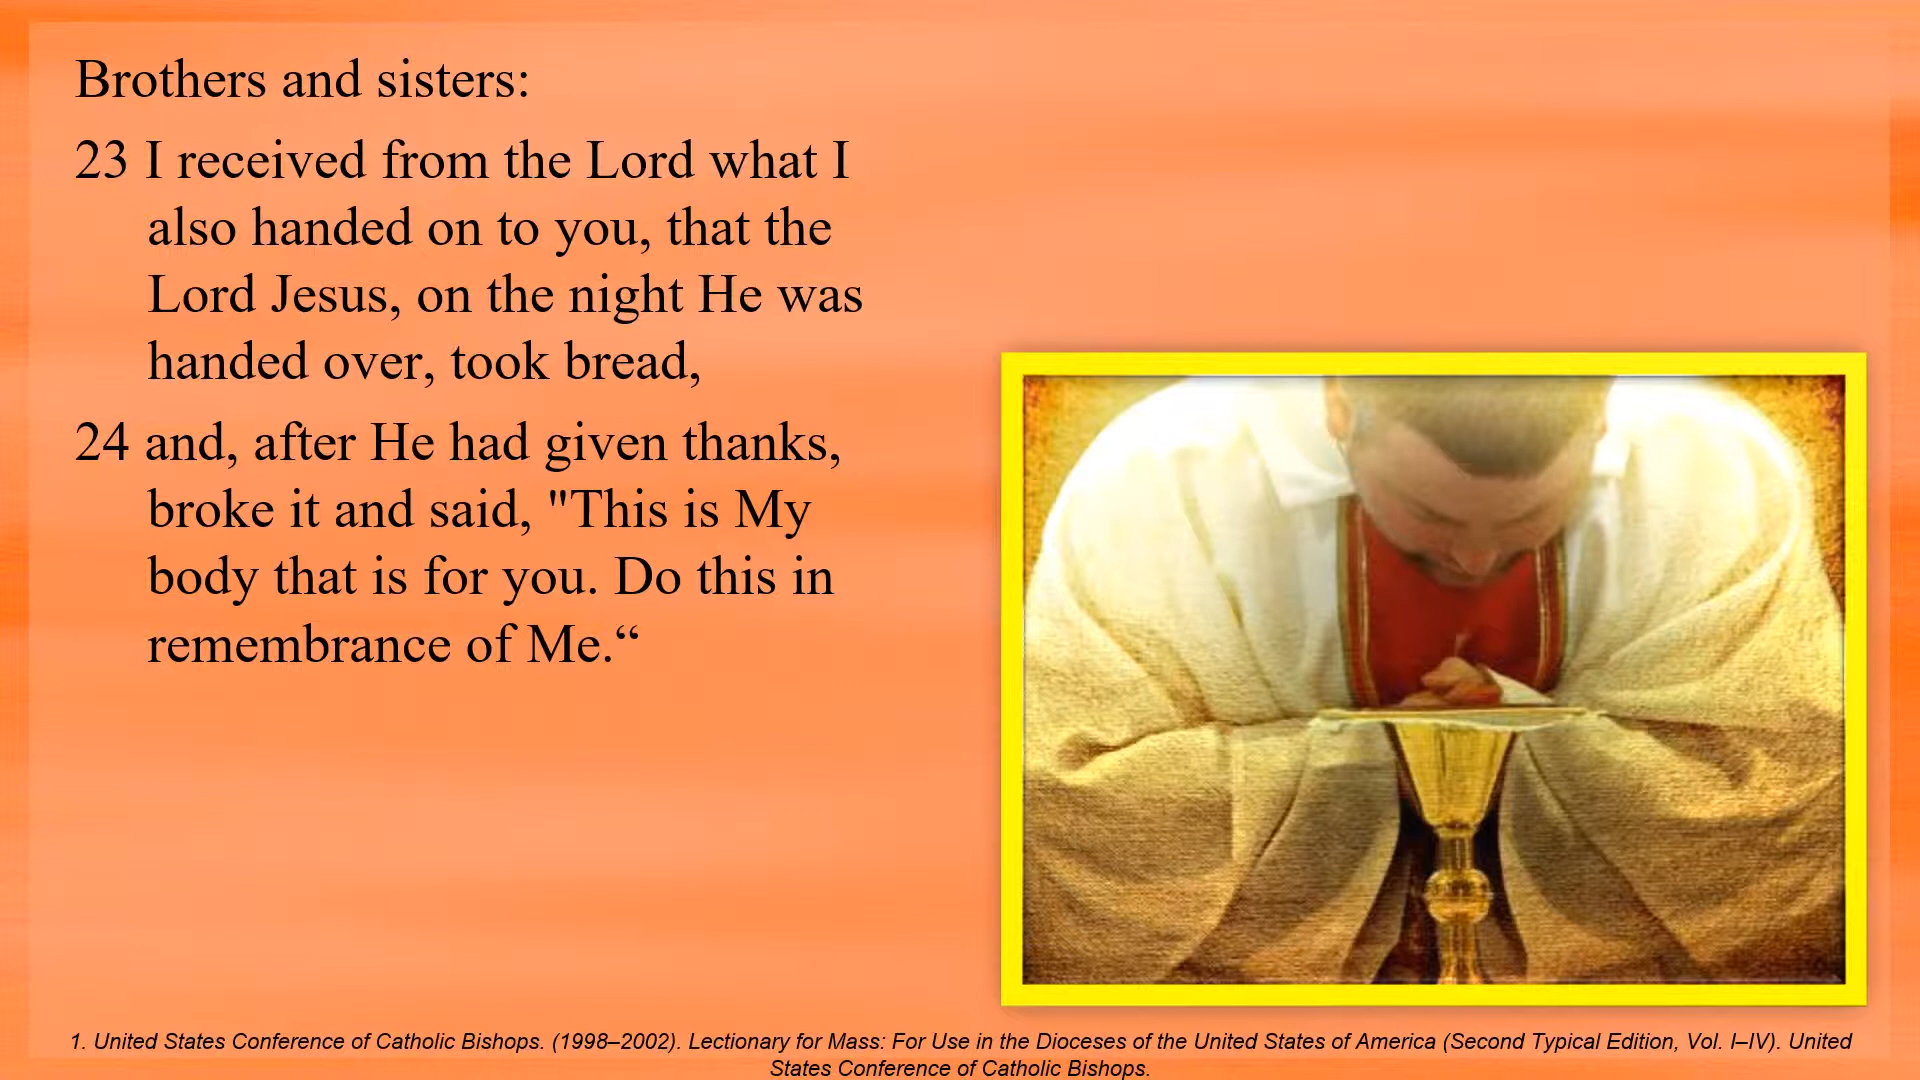 Brothers and sisters:
23 I received from the Lord what I
also handed on to you, that the
Lord Jesus, on the night He was
handed over, took bread,
24 and, after He had given thanks,
broke it and said, "This is My
body that is for you. Do this in
remembrance of Me.“
1. United States Conference of Catholic Bishops. (1998–2002). Lectionary for Mass: For Use in the Dioceses of the United States of America (Second Typical Edition, Vol. I–IV). United
States Conference of Catholic Bishops.